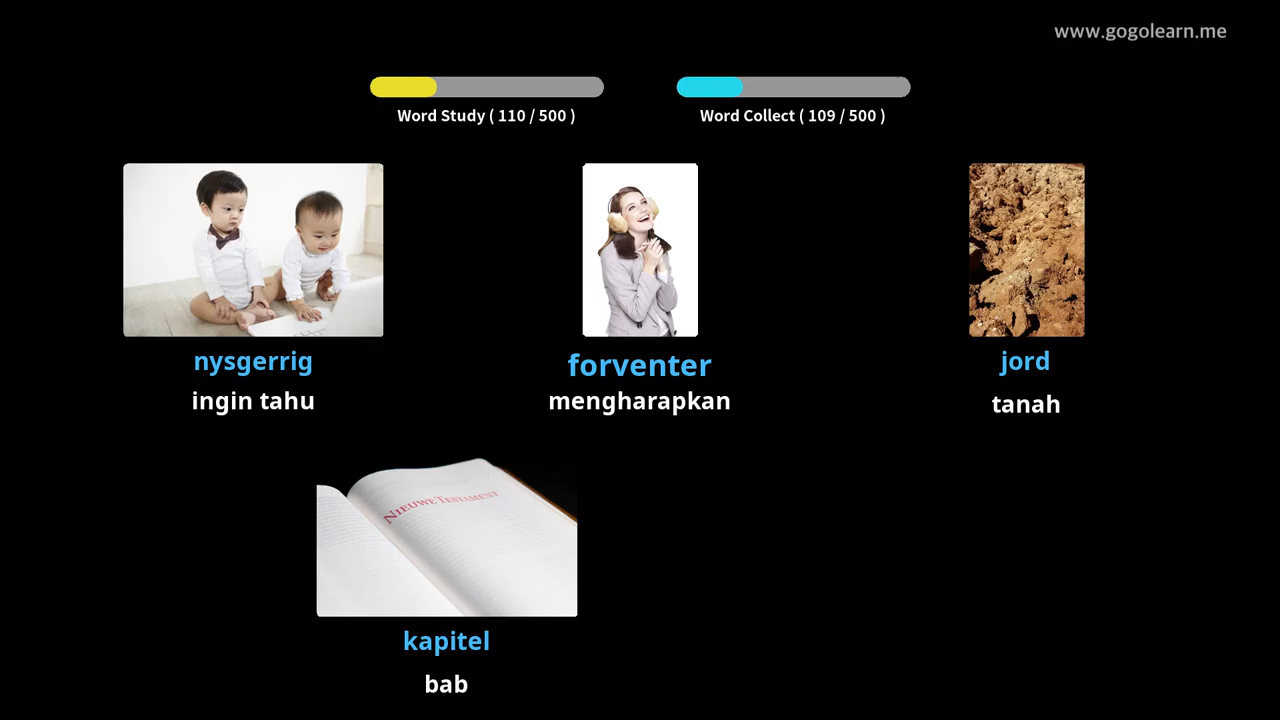 www.gogolearn.me
Word Study ( 110 / 500 )
Word Collect ( 109 / 500 )
nysgerrig
ingin tahu
forventer
mengharapkan
jord
tanah
NIEUWE TESTAMENT
kapitel
bab